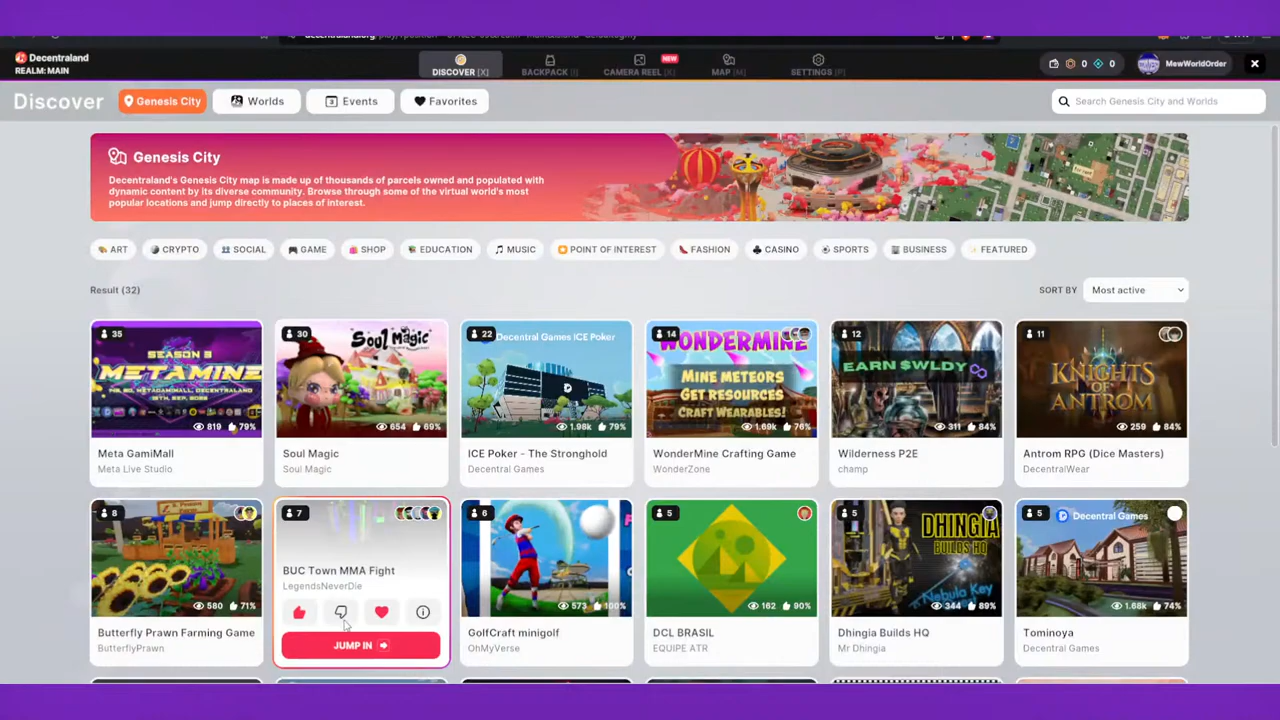 Decentraland
REALM: MAIN
DISCOVER [X]
BACKPACK [I]
CAMERA REEL [K]
NEW
MAP [M]
SETTINGS [P]
0
0
MewWorldOrder
Discover
Genesis City
Worlds
Events
Favorites
Search Genesis City and Worlds
Genesis City
Decentraland's Genesis City map is made up of thousands of parcels owned and populated with
dynamic content by its diverse community. Browse through some of the virtual world's most
popular locations and jump directly to places of interest.
ART
CRYPTO
SOCIAL
GAME
SHOP
EDUCATION
MUSIC
POINT OF INTEREST
FASHION
CASINO
SPORTS
BUSINESS
FEATURED
Result (32)
SORT BY
Most active
35
SEASON
METAMINE
819 79%
Meta GamiMall
Meta Live Studio
30
Soul Magic
654 69%
Soul Magic
Soul Magic
22
Decentral Games ICE Poker
1.98k 79%
ICE Poker - The Stronghold
Decentral Games
14
WONDERMINE
MINE METEORS
GET RESOURCES
CRAFT WEARABLES!
1.69k 76%
WonderMine Crafting Game
WonderZone
12
EARN $WLDY
311 84%
Wilderness P2E
champ
11
KNIGHTS
OF
ANTROM
259 84%
Antrom RPG (Dice Masters)
DecentralWear
8
580 71%
Butterfly Prawn Farming Game
ButterflyPrawn
7
BUC Town MMA Fight
LegendsNeverDie
JUMP IN
6
573 100%
GolfCraft minigolf
OhMyVerse
5
162 90%
DCL BRASIL
EQUIPE ATR
5
DHINGIA
BUILDS HQ
Nebula Key
344 89%
Dhingia Builds HQ
Mr Dhingia
5
Decentral Games
1.68k 74%
Tominoya
Decentral Games